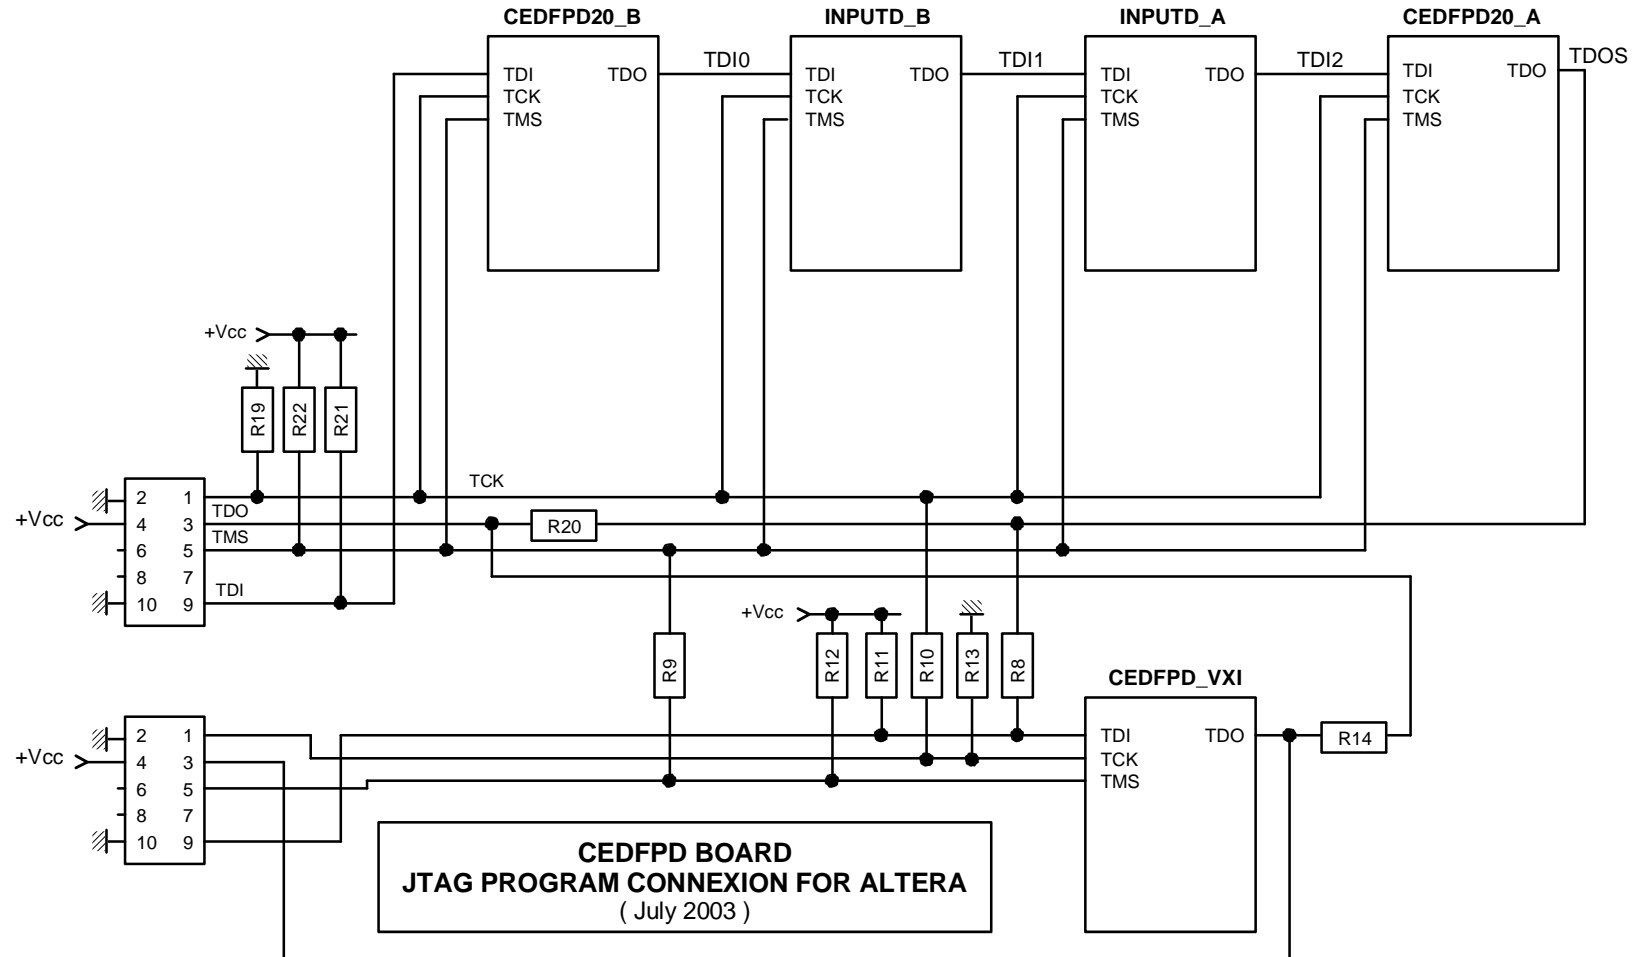 CEDFPD20_B INPUTD_B INPUTD_A CEDFPD20_A
TDI TDO TDI0 TDI TDO TDI1 TDI TDO TDI2 TDI TDO TDOS
TCK TCK TCK TCK
TMS TMS TMS TMS
+Vcc
R19 R22 R21
TCK
2 1
TDO
+Vcc 4 3 R20
TMS
6 5
8 7
TDI
10 9
+Vcc
R9 R12 R11 R10 R13 R8
CEDFPD_VXI
2 1 TDI TDO R14
+Vcc 4 3 TCK
6 5 TMS
8 7
10 9
CEDFPD BOARD
JTAG PROGRAM CONNEXION FOR ALTERA
( July 2003 )